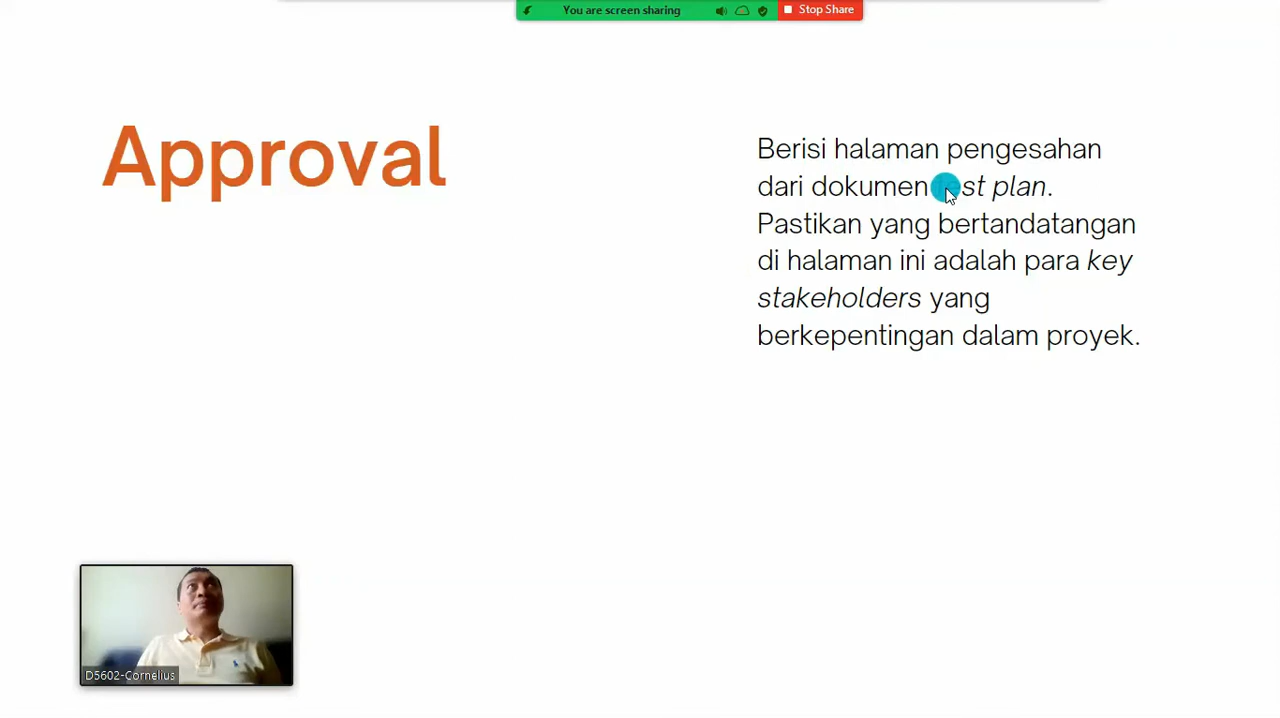 You are screen sharing
Stop Share
Approval
Berisi halaman pengesahan
dari dokumen test plan.
Pastikan yang bertandatangan
di halaman ini adalah para key
stakeholders yang
berkepentingan dalam proyek.
D5602-Cornelius